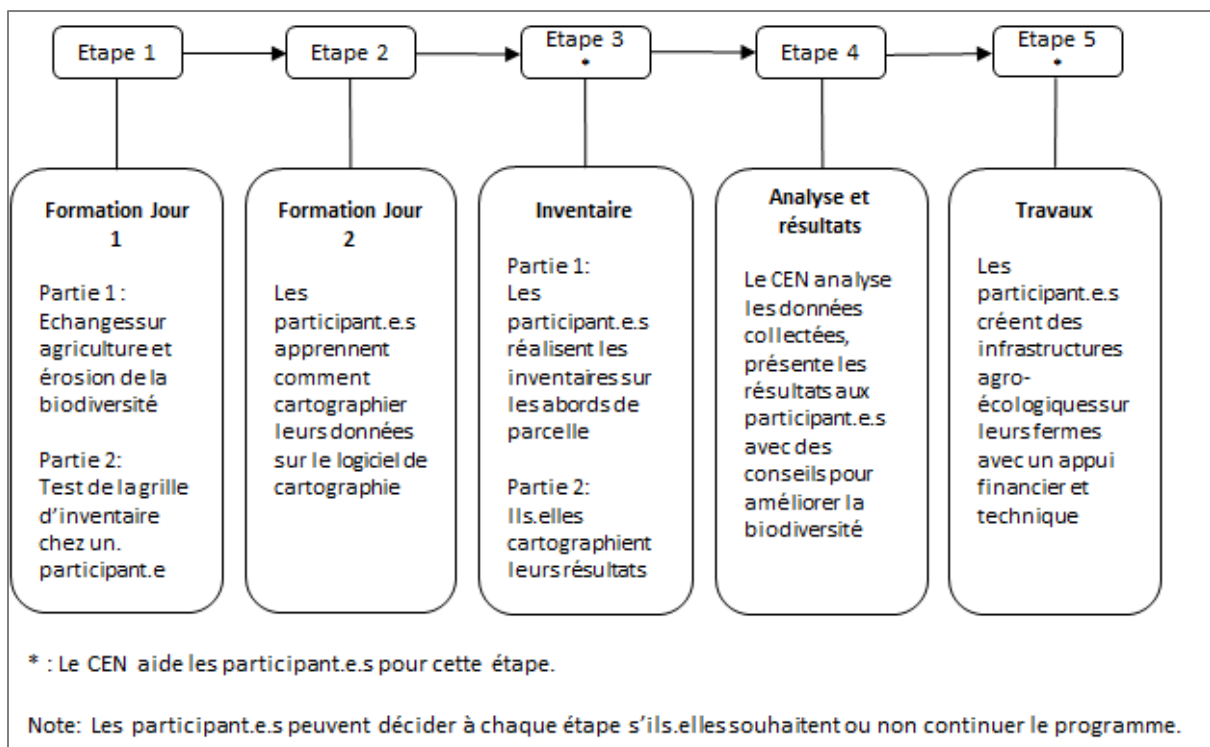 Etape 1
Etape 2
Etape 3
*
Etape 4
Etape 5
*
Formation Jour
1
Partie 1 :
Echanges sur
agriculture et
érosion de la
biodiversité
Partie 2:
Test de la grille
d'inventaire
chez un.
participant.e
Formation Jour
2
Les
participant.e.s
apprennent
comment
cartographier
leurs données
sur le logiciel de
cartographie
Inventaire
Partie 1:
Les
participant.e.s
réalisent les
inventaires sur
les abords de
parcelle
Partie 2:
Ils.elles
cartographient
leurs résultats
Analyse et
résultats
Le CEN analyse
les données
collectées,
présente les
résultats aux
participant.e.s
avec des
conseils pour
améliorer la
biodiversité
Travaux
Les
participant.e.s
créent des
infrastructures
agro-
écologiques sur
leurs fermes
avec un appui
financier et
technique
* : Le CEN aide les participant.e.s pour cette étape.
Note: Les participant.e.s peuvent décider à chaque étape s'ils.elles souhaitent ou non continuer le programme.